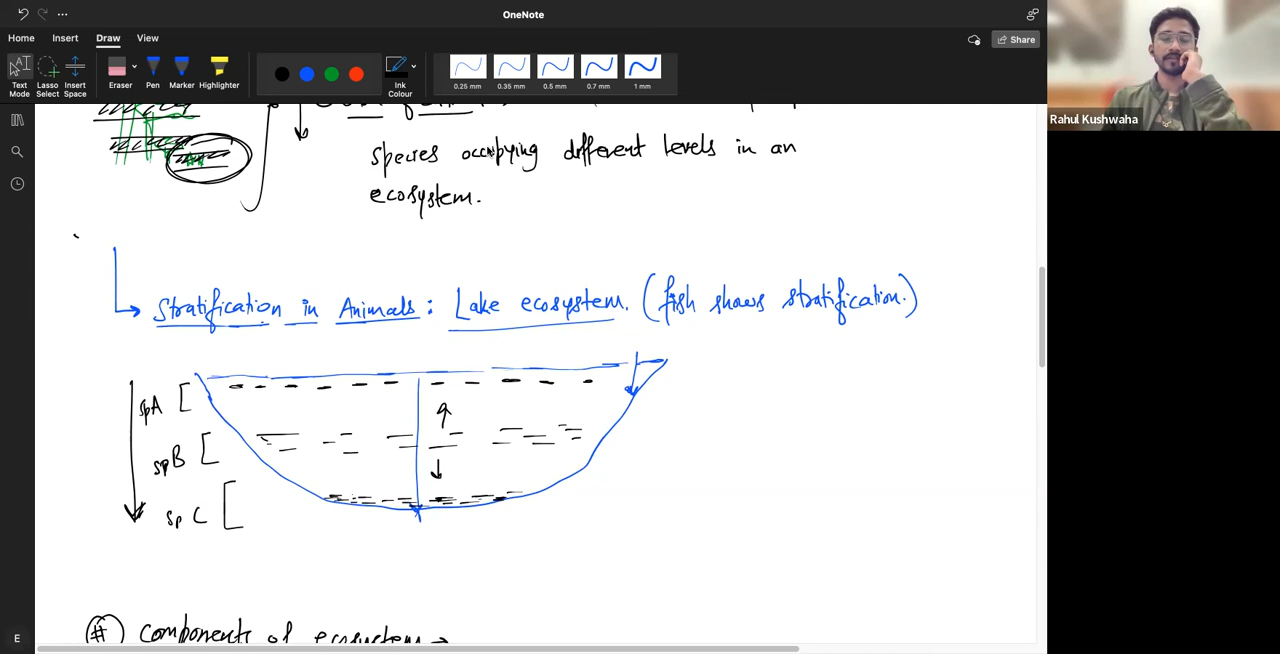 OneNote
Home Insert Draw View
Share
Text Mode Lasso Select Insert Space Eraser Pen Marker Highlighter Ink Colour 0.25 mm 0.35 mm 0.5 mm 0.7 mm 1 mm
Rahul Kushwaha
species occupying different levels in an
ecosystem.
Stratification in Animals: Lake ecosystem. (fish shows stratification.)
spA
spB
sp C
# components of ecosystem →
E